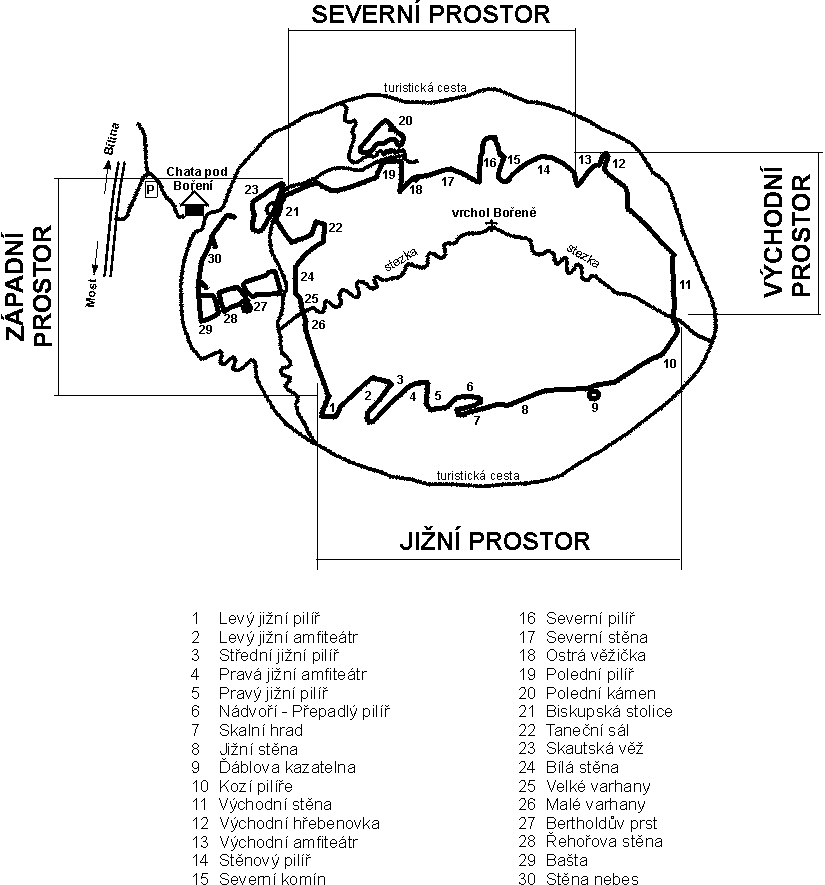 SEVERNÍ PROSTOR
turistická cesta
Bílina
P
Chata pod
Boření
20
23
21
19
18
17
16
15
14
13
12
22
vrchol Bořeně
VÝCHODNÍ
PROSTOR
ZÁPADNÍ
PROSTOR
30
stezka
stezka
24
Most
11
29
28
27
25
26
10
1
2
3
4
5
6
7
8
9
turistická cesta
JIŽNÍ PROSTOR
1 Levý jižní pilíř
2 Levý jižní amfiteátr
3 Střední jižní pilíř
4 Pravá jižní amfiteátr
5 Pravý jižní pilíř
6 Nádvoří - Přepadlý pilíř
7 Skalní hrad
8 Jižní stěna
9 Ďáblova kazatelna
10 Kozí pilíře
11 Východní stěna
12 Východní hřebenovka
13 Východní amfiteátr
14 Stěnový pilíř
15 Severní komín
16 Severní pilíř
17 Severní stěna
18 Ostrá věžička
19 Polední pilíř
20 Polední kámen
21 Biskupská stolice
22 Taneční sál
23 Skautská věž
24 Bílá stěna
25 Velké varhany
26 Malé varhany
27 Bertholdův prst
28 Řehořova stěna
29 Bašta
30 Stěna nebes